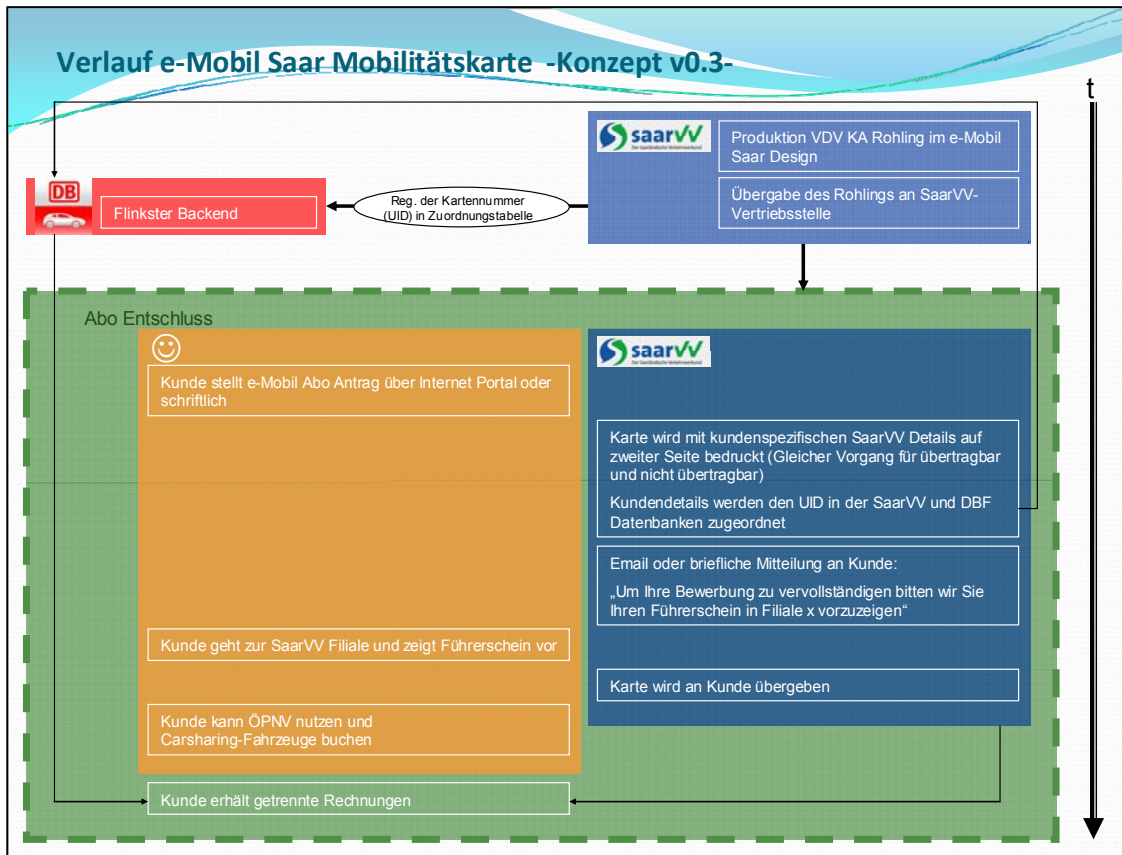 Verlauf e-Mobil Saar Mobilitätskarte -Konzept v0.3-
t
saarVV
Produktion VDV KA Rohling im e-Mobil
Saar Design
Übergabe des Rohlings an SaarVV-
Vertriebsstelle
DB
Flinkster Backend
Reg. der Kartennummer
(UID) in Zuordnungstabelle
Abo Entschluss
Kunde stellt e-Mobil Abo Antrag über Internet Portal oder
schriftlich
saarVV
Karte wird mit kundenspezifischen SaarVV Details auf
zweiter Seite bedruckt (Gleicher Vorgang für übertragbar
und nicht übertragbar)
Kundendetails werden den UID in der SaarVV und DBF
Datenbanken zugeordnet
Email oder briefliche Mitteilung an Kunde:
„Um Ihre Bewerbung zu vervollständigen bitten wir Sie
Ihren Führerschein in Filiale x vorzuzeigen“
Kunde geht zur SaarVV Filiale und zeigt Führerschein vor
Karte wird an Kunde übergeben
Kunde kann ÖPNV nutzen und
Carsharing-Fahrzeuge buchen
Kunde erhält getrennte Rechnungen